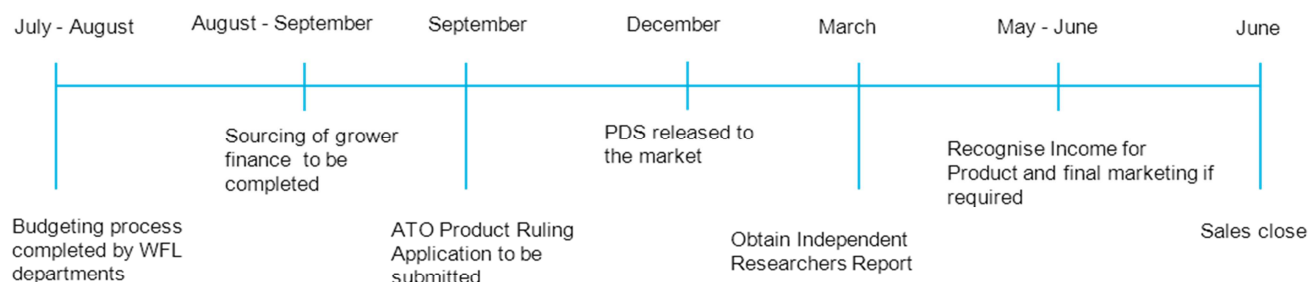 July - August
August - September
September
December
March
May - June
June
Sourcing of grower
finance to be
completed
PDS released to
the market
Recognise Income for
Product and final marketing if
required
Budgeting process
completed by WFL
departments
ATO Product Ruling
Application to be
submitted
Obtain Independent
Researchers Report
Sales close